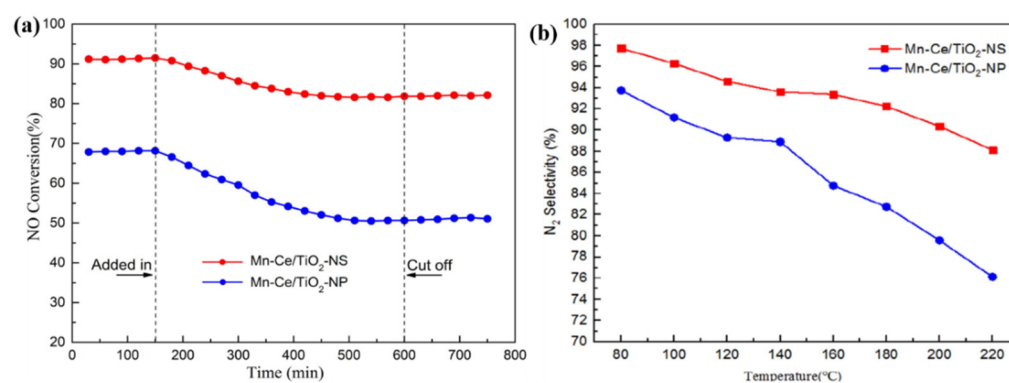 (a)
100
90
80
70
60
50
40
30
20
NO Conversion(%)
Added in
Cut off
Mn-Ce/TiO₂-NS
Mn-Ce/TiO₂-NP
0 100 200 300 400 500 600 700 800
Time (min)
(b)
100
98
96
94
92
90
88
86
84
82
80
78
76
74
72
70
N₂ Selectivity (%)
Mn-Ce/TiO₂-NS
Mn-Ce/TiO₂-NP
80 100 120 140 160 180 200 220
Temperature(°C)